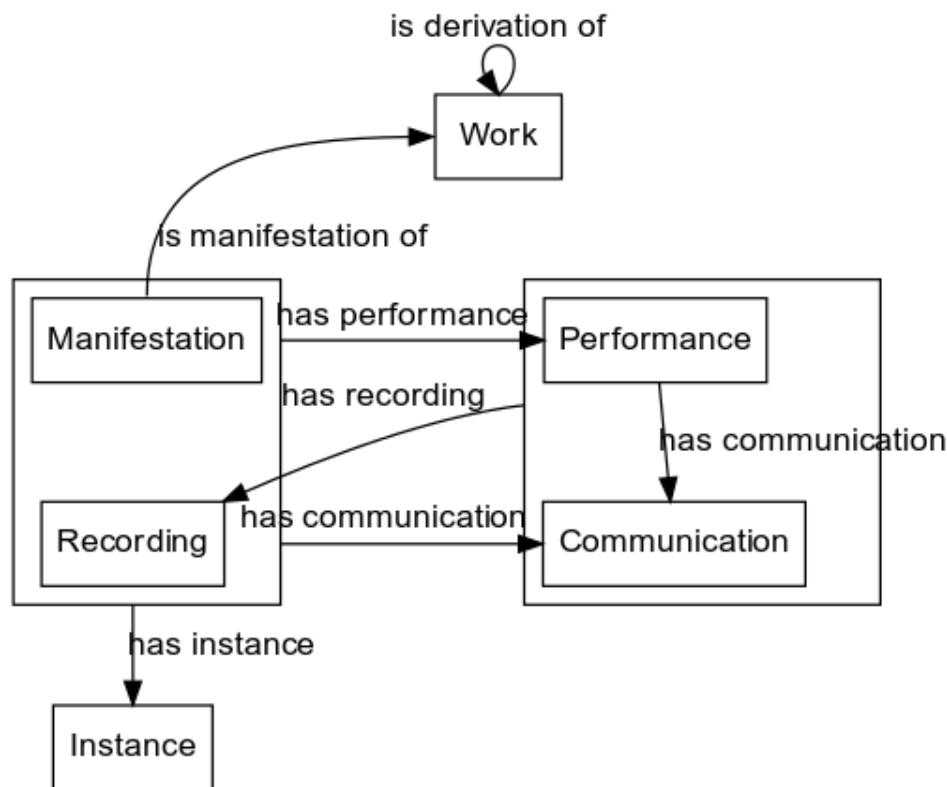 is derivation of
Work
is manifestation of
Manifestation
has performance
Performance
has recording
has communication
Recording
has communication
Communication
has instance
Instance